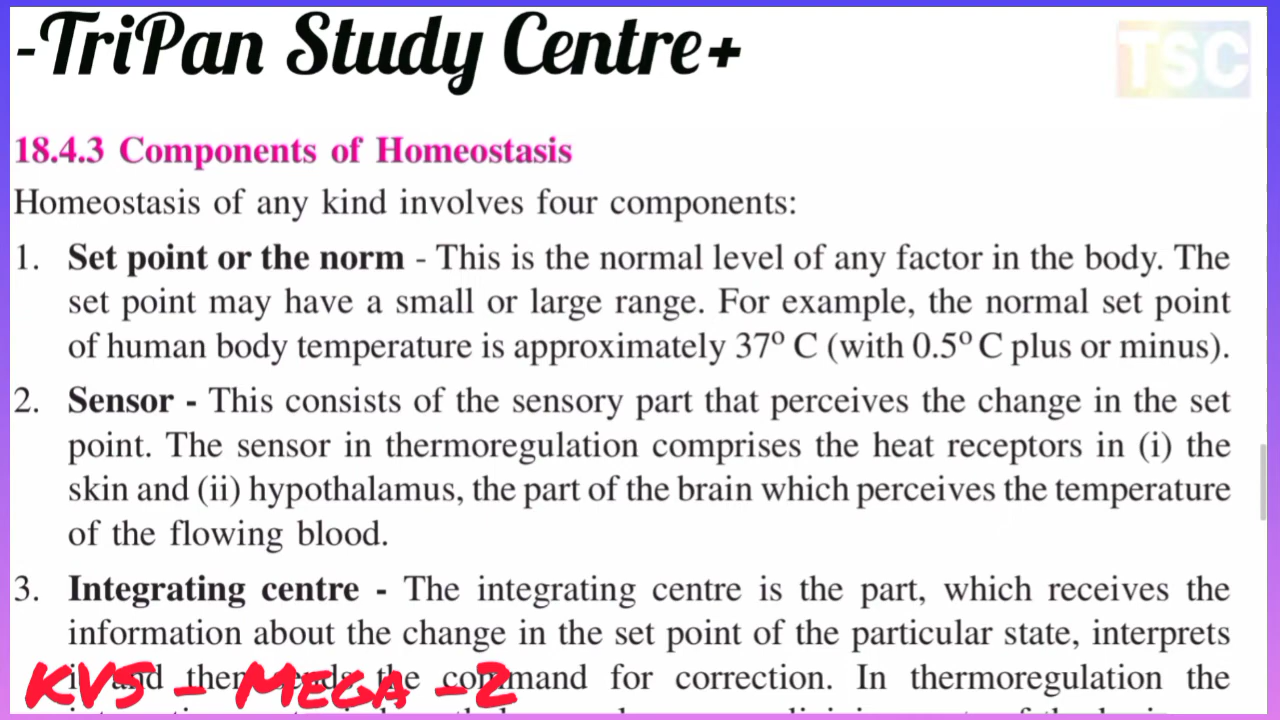 -TriPan Study Centre+
TSC
18.4.3 Components of Homeostasis
Homeostasis of any kind involves four components:
1. Set point or the norm - This is the normal level of any factor in the body. The
set point may have a small or large range. For example, the normal set point
of human body temperature is approximately 37º C (with 0.5º C plus or minus).
2. Sensor - This consists of the sensory part that perceives the change in the set
point. The sensor in thermoregulation comprises the heat receptors in (i) the
skin and (ii) hypothalamus, the part of the brain which perceives the temperature
of the flowing blood.
3. Integrating centre - The integrating centre is the part, which receives the
information about the change in the set point of the particular state, interprets
the command for correction. In thermoregulation the
KVS - MEGA - 2